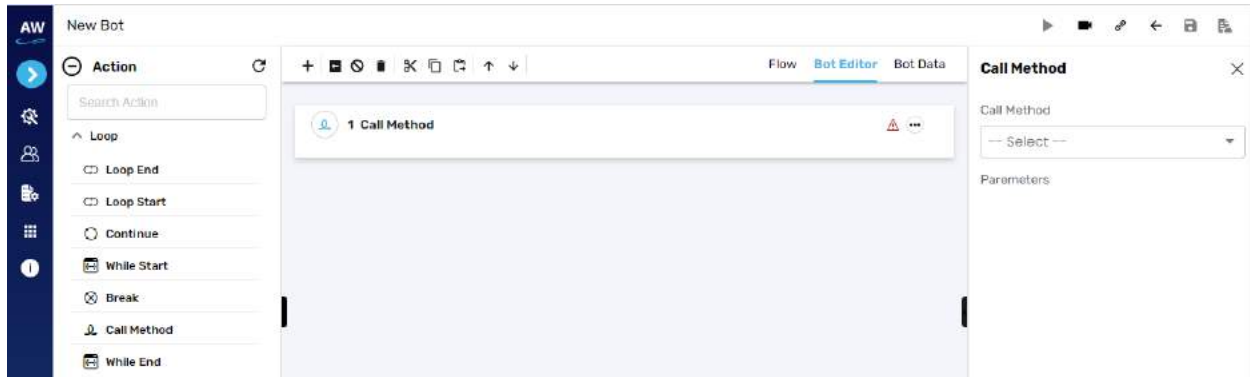 AW
New Bot
Action
Search Action
Loop
Loop End
Loop Start
Continue
While Start
Break
Call Method
While End
Flow
Bot Editor
Bot Data
1 Call Method
Call Method
Call Method
-- Select --
Parameters